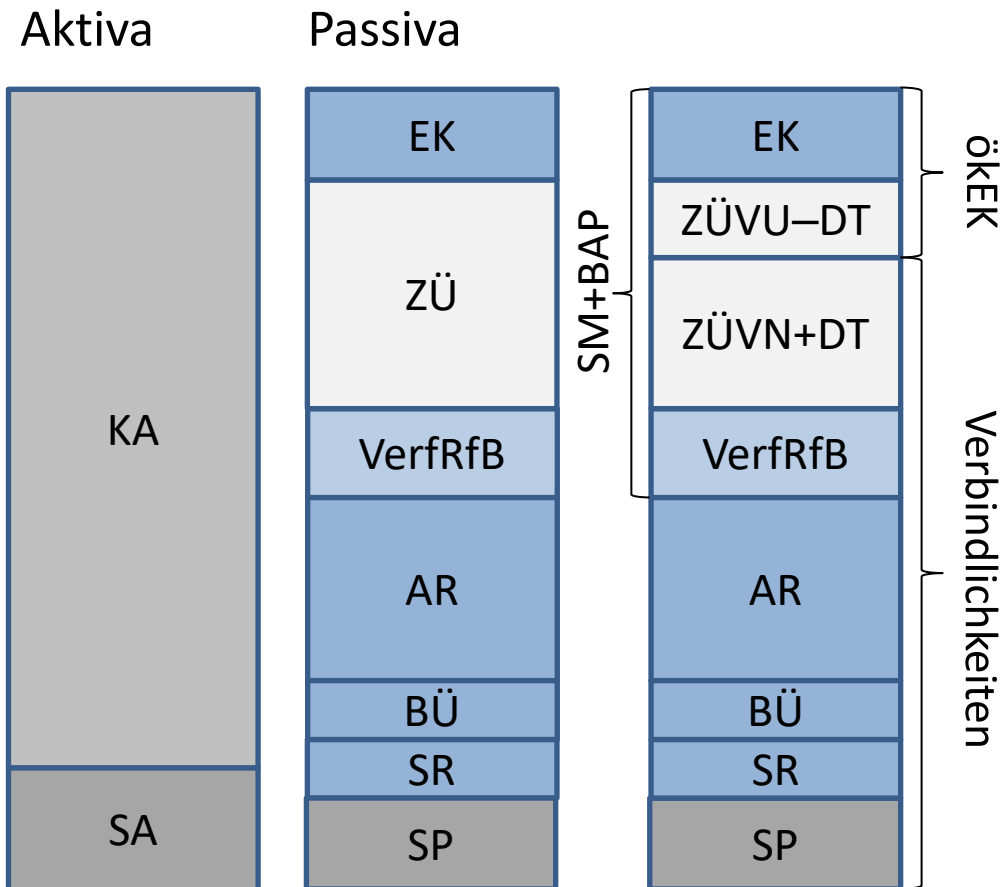 Aktiva
Passiva
KA
SA
EK
ZÜ
VerfRfB
AR
BÜ
SR
SP
SM+BAP
EK
ZÜVU–DT
ZÜVN+DT
VerfRfB
AR
BÜ
SR
SP
ökEK
Verbindlichkeiten